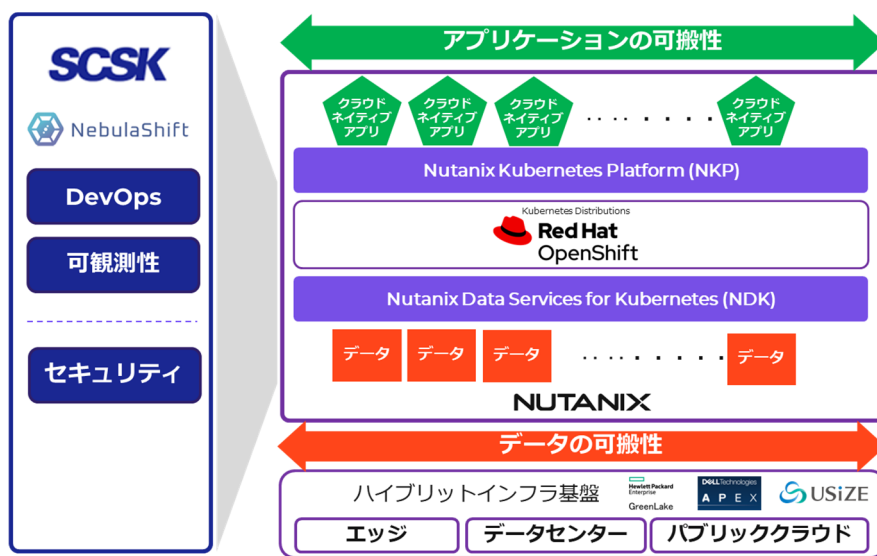 SCSK
NebulaShift
DevOps
可観測性
セキュリティ
アプリケーションの可搬性
クラウド
ネイティブ
アプリ
クラウド
ネイティブ
アプリ
クラウド
ネイティブ
アプリ
クラウド
ネイティブ
アプリ
Nutanix Kubernetes Platform (NKP)
Kubernetes Distributions
Red Hat
OpenShift
Nutanix Data Services for Kubernetes (NDK)
データ
データ
データ
データ
NUTANIX
データの可搬性
ハイブリットインフラ基盤
Hewlett Packard
Enterprise
GreenLake
DELLTechnologies
APEX
USiZE
エッジ
データセンター
パブリッククラウド